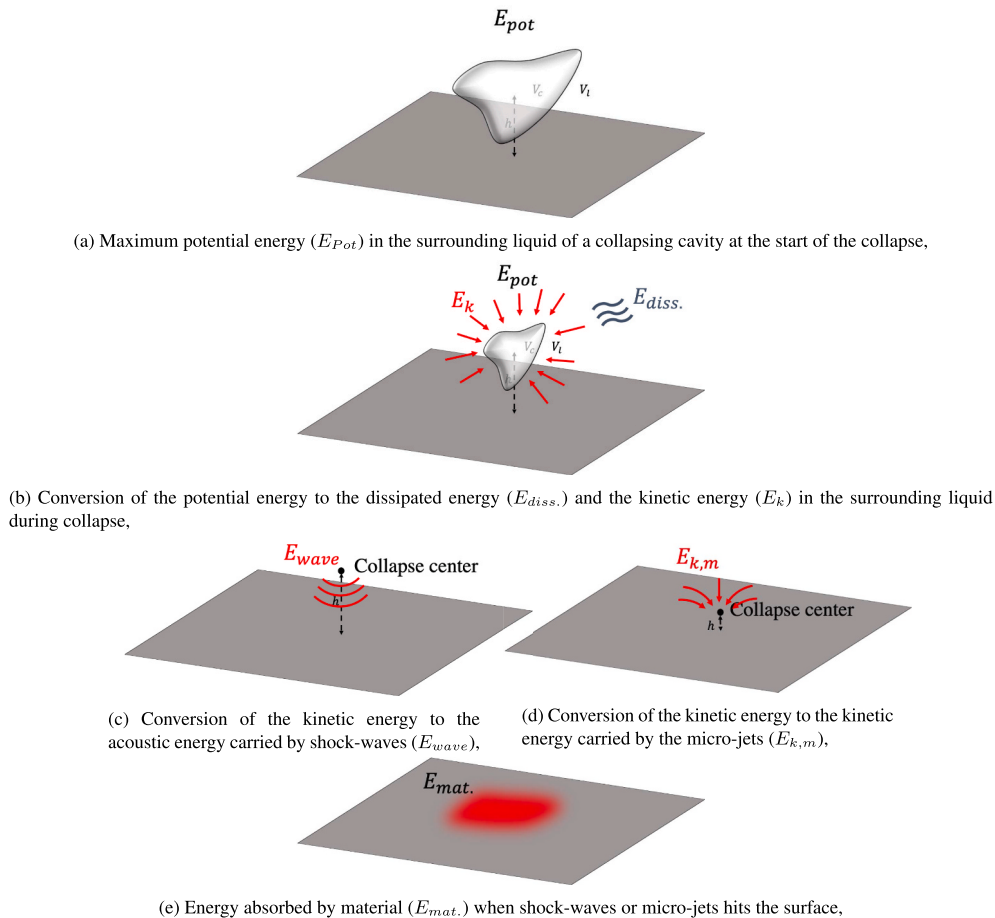 E_pot
V_c V_l
h
(a) Maximum potential energy (E_Pot) in the surrounding liquid of a collapsing cavity at the start of the collapse,
E_pot
E_k
E_diss.
V_c V_l
h
(b) Conversion of the potential energy to the dissipated energy (E_diss.) and the kinetic energy (E_k) in the surrounding liquid
during collapse,
E_wave
Collapse center
h
E_k,m
Collapse center
h
(c) Conversion of the kinetic energy to the
acoustic energy carried by shock-waves (E_wave),
(d) Conversion of the kinetic energy to the kinetic
energy carried by the micro-jets (E_k,m),
E_mat.
(e) Energy absorbed by material (E_mat.) when shock-waves or micro-jets hits the surface,